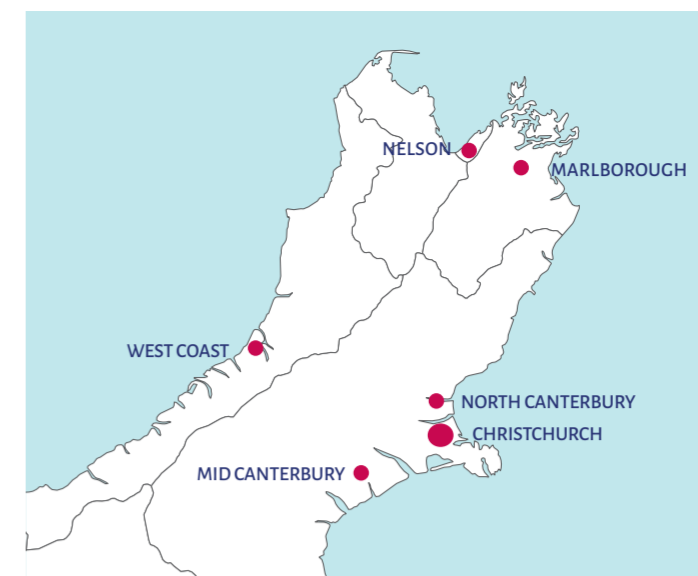 NELSON
MARLBOROUGH
WEST COAST
NORTH CANTERBURY
CHRISTCHURCH
MID CANTERBURY